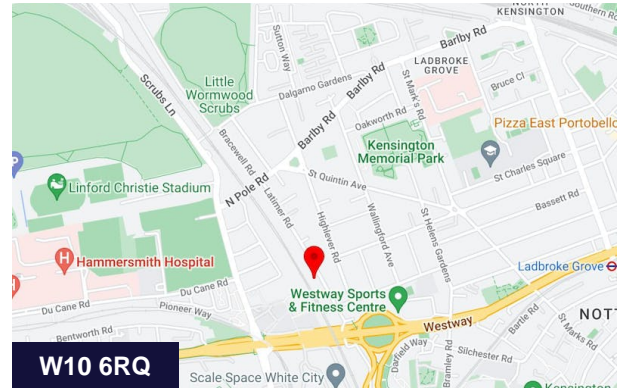 NORTH
KENSINGTON
Southern Ro
Sutton Way
Barlby Rd
LADBROKE
GROVE
Scrubs Ln
Little
Wormwood
Scrubs
Dalgarno Gardens
St Mark's Rd
Bruce Cl
Barlby Rd
Oakworth Rd
Pizza East Portobello
Bracewell Rd
Kensington
Memorial Park
St Charles Square
Linford Christie Stadium
N Pole Rd
St Quintin Ave
Latimer Rd
Highlever Rd
Wallingford Ave
St Helens Gardens
Bassett Rd
H
Hammersmith Hospital
H
Ladbroke Grove
Du Cane Rd
Du Cane Rd
Westway Sports
& Fitness Centre
Pioneer Way
Westway
Bartle Rd
NOTT
Bentworth Rd
Darfield Way
Silchester Rd
St Marks Rd
Bramley Rd
W10 6RQ
Scale Space White City
Kensington